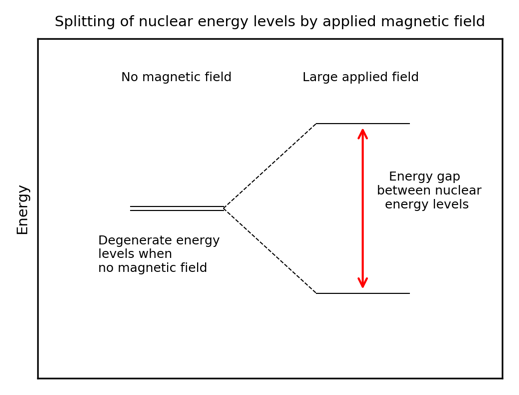 Splitting of nuclear energy levels by applied magnetic field
No magnetic field
Large applied field
Energy
Energy gap
between nuclear
energy levels
Degenerate energy
levels when
no magnetic field